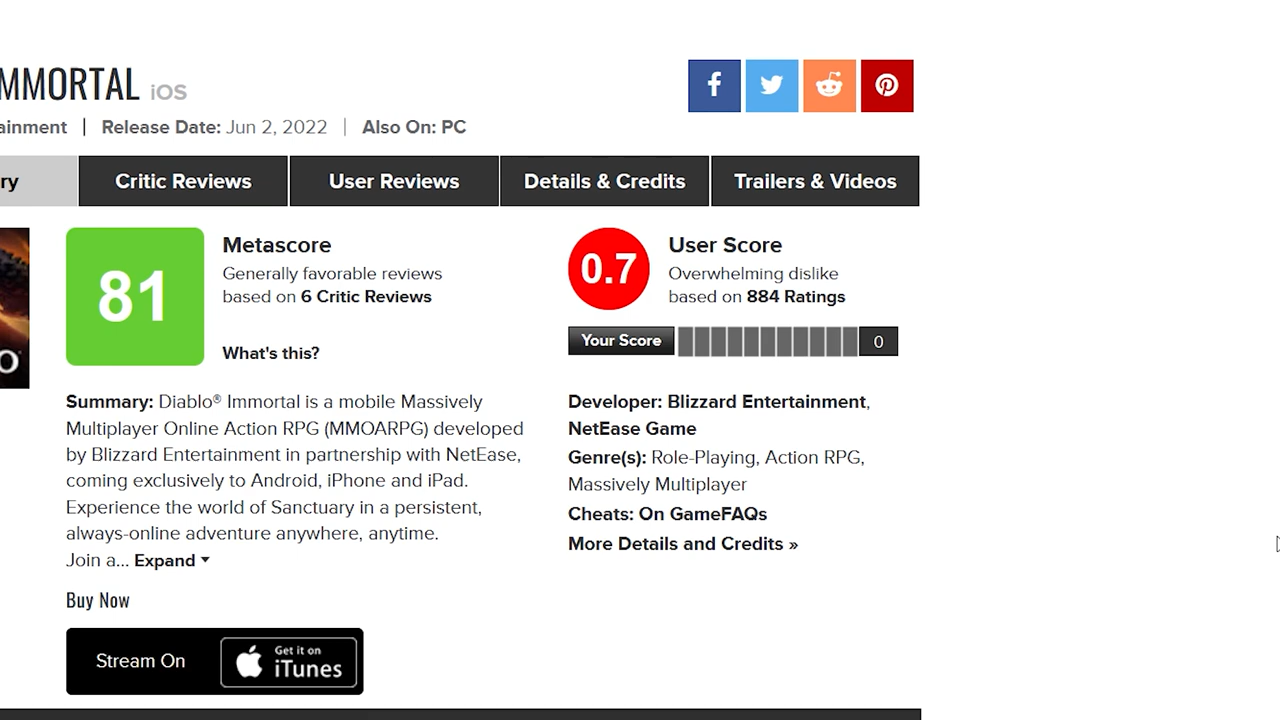 MMORTAL iOS
ainment | Release Date: Jun 2, 2022 | Also On: PC
ry
Critic Reviews
User Reviews
Details & Credits
Trailers & Videos
81
Metascore
Generally favorable reviews
based on 6 Critic Reviews
What's this?
0.7
User Score
Overwhelming dislike
based on 884 Ratings
Your Score
0
O
Summary: Diablo® Immortal is a mobile Massively
Multiplayer Online Action RPG (MMOARPG) developed
by Blizzard Entertainment in partnership with NetEase,
coming exclusively to Android, iPhone and iPad.
Experience the world of Sanctuary in a persistent,
always-online adventure anywhere, anytime.
Join a... Expand
Developer: Blizzard Entertainment,
NetEase Game
Genre(s): Role-Playing, Action RPG,
Massively Multiplayer
Cheats: On GameFAQs
More Details and Credits »
Buy Now
Stream On
Get it on
iTunes